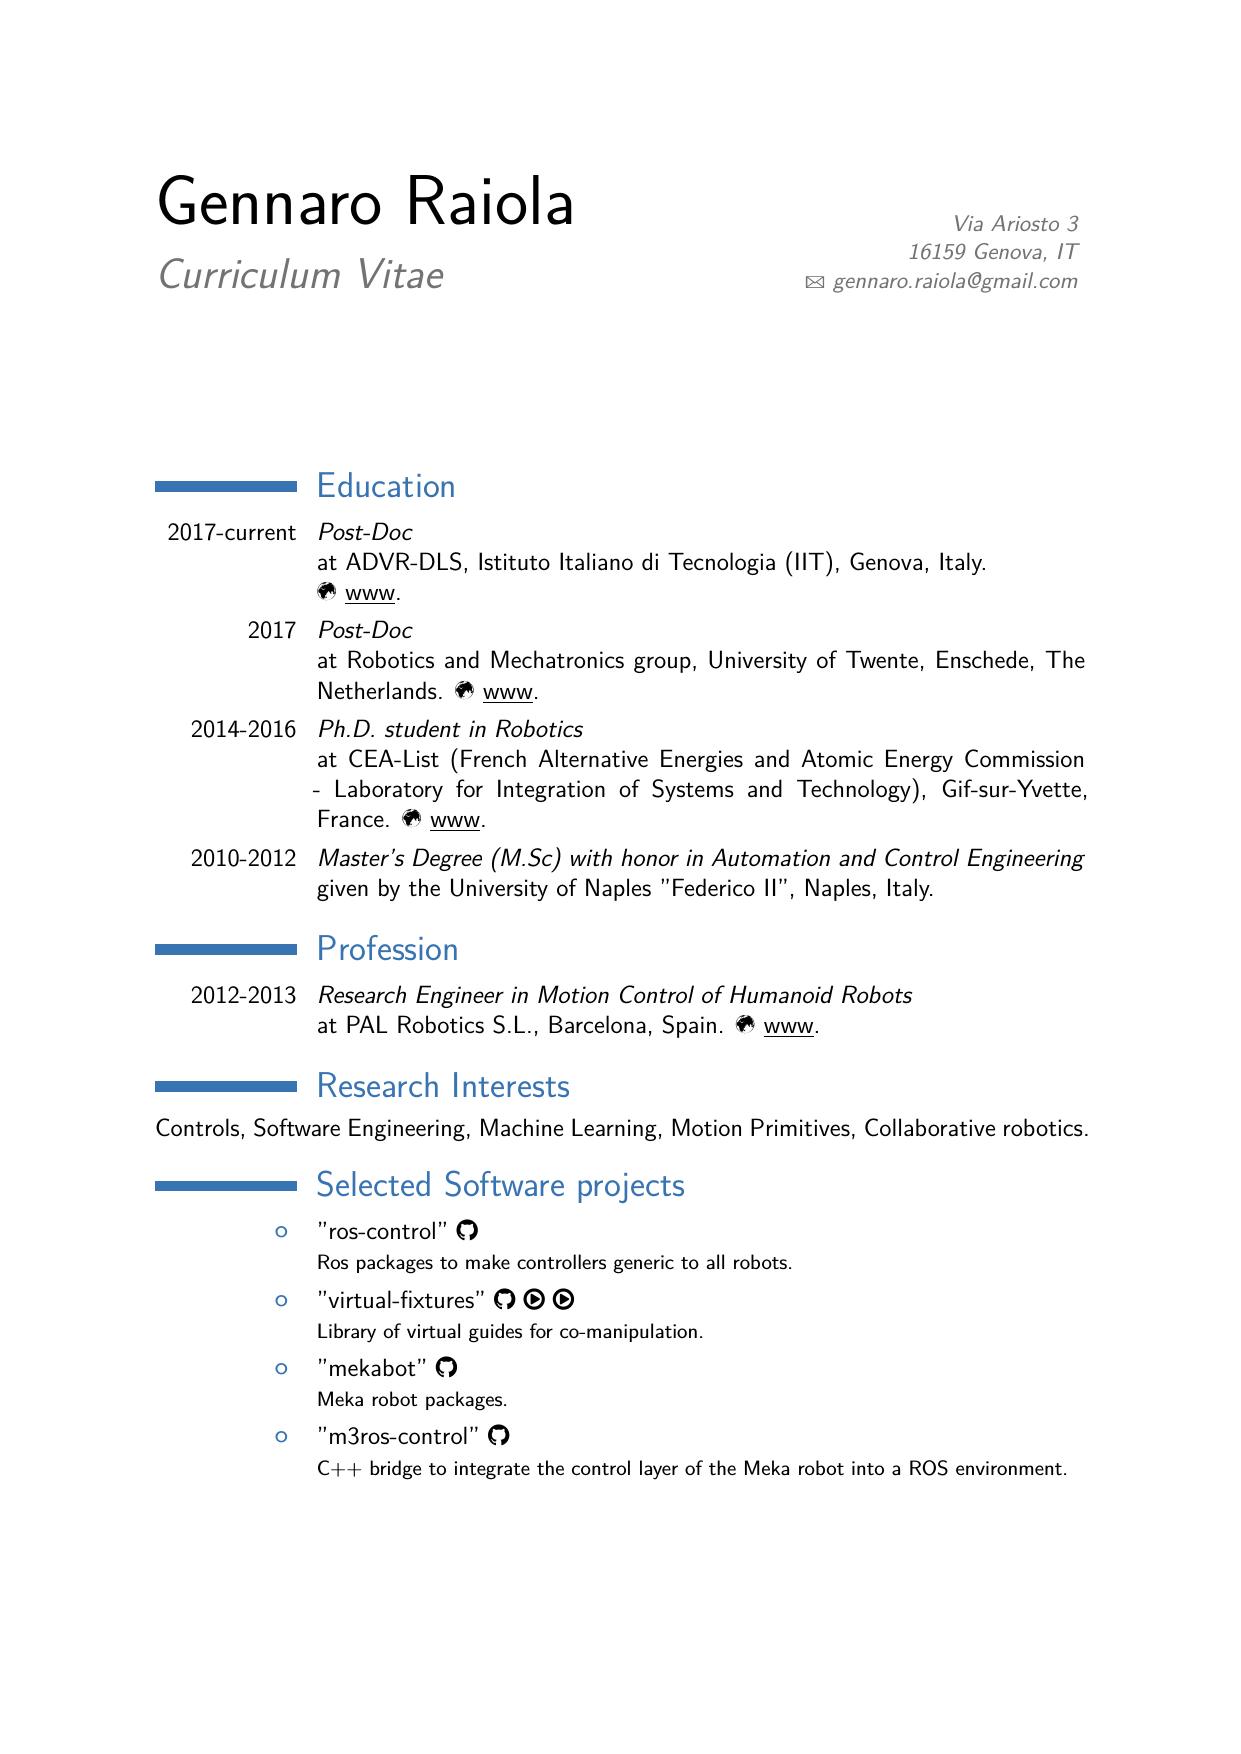 Gennaro Raiola
Curriculum Vitae
Via Ariosto 3
16159 Genova, IT
gennaro.raiola@gmail.com
Education
2017-current Post-Doc
at ADVR-DLS, Istituto Italiano di Tecnologia (IIT), Genova, Italy.
www.
2017 Post-Doc
at Robotics and Mechatronics group, University of Twente, Enschede, The
Netherlands. www.
2014-2016 Ph.D. student in Robotics
at CEA-List (French Alternative Energies and Atomic Energy Commission
- Laboratory for Integration of Systems and Technology), Gif-sur-Yvette,
France. www.
2010-2012 Master's Degree (M.Sc) with honor in Automation and Control Engineering
given by the University of Naples ”Federico II”, Naples, Italy.
Profession
2012-2013 Research Engineer in Motion Control of Humanoid Robots
at PAL Robotics S.L., Barcelona, Spain. www.
Research Interests
Controls, Software Engineering, Machine Learning, Motion Primitives, Collaborative robotics.
Selected Software projects
”ros-control”
Ros packages to make controllers generic to all robots.
”virtual-fixtures”
Library of virtual guides for co-manipulation.
”mekabot”
Meka robot packages.
”m3ros-control”
C++ bridge to integrate the control layer of the Meka robot into a ROS environment.